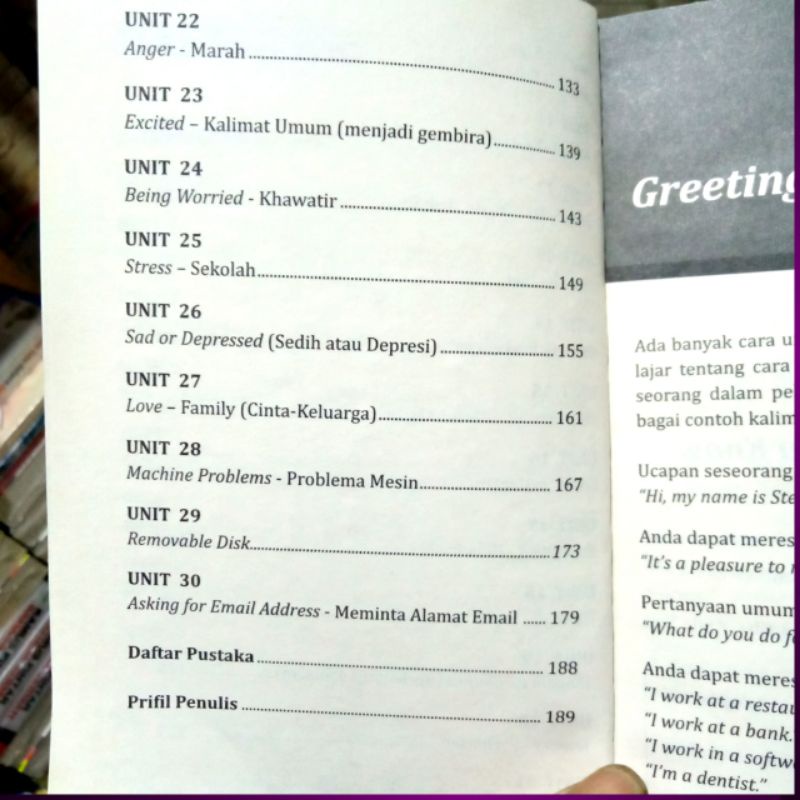 UNIT 22
Anger - Marah ........................ 133
UNIT 23
Excited – Kalimat Umum (menjadi gembira) ........................ 139
UNIT 24
Being Worried - Khawatir ........................ 143
UNIT 25
Stress – Sekolah ........................ 149
UNIT 26
Sad or Depressed (Sedih atau Depresi) ........................ 155
UNIT 27
Love – Family (Cinta-Keluarga) ........................ 161
UNIT 28
Machine Problems - Problema Mesin ........................ 167
UNIT 29
Removable Disk ........................ 173
UNIT 30
Asking for Email Address - Meminta Alamat Email ...... 179
Daftar Pustaka ........................ 188
Prifil Penulis ........................ 189
Greeting
Ada banyak cara u
lajar tentang cara
seorang dalam pe
bagai contoh kalim
Ucapan seseorang
"Hi, my name is Ste
Anda dapat meres
"It's a pleasure to
Pertanyaan umum
"What do you do f
Anda dapat meres
"I work at a restau
"I work at a bank."
"I work in a softw
"I'm a dentist."